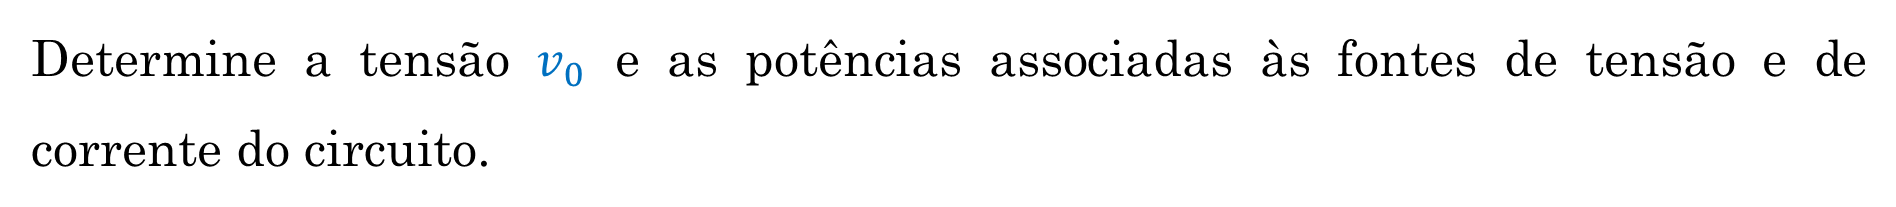 Determine a tensão v₀ e as potências associadas às fontes de tensão e de
corrente do circuito.